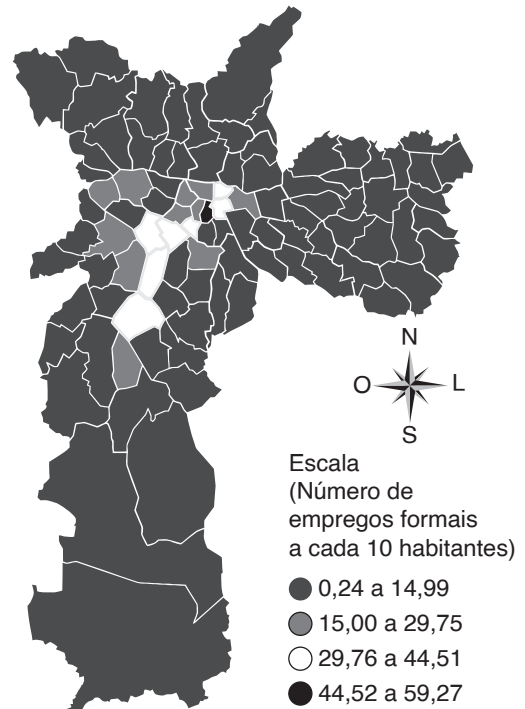 N
O
L
S
Escala
(Número de
empregos formais
a cada 10 habitantes)
0,24 a 14,99
15,00 a 29,75
29,76 a 44,51
44,52 a 59,27